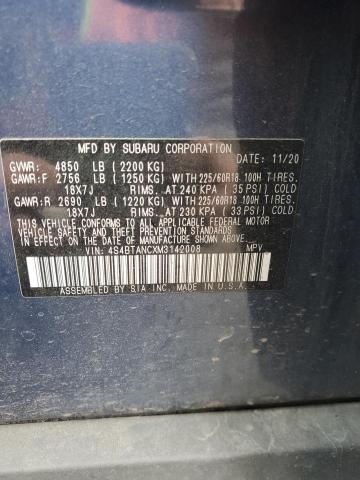 MFD BY SUBARU CORPORATION
DATE: 11/20
GVWR: 4850 LB (2200 KG)
GAWR:F 2756 LB (1250 KG) WITH 225/60R18 100H TIRES.
18X7J RIMS. AT 240 KPA (35 PSI) COLD
GAWR:R 2690 LB (1220 KG) WITH 225/60R18 100H TIRES.
18X7J RIMS. AT 230 KPA (33 PSI) COLD
THIS VEHICLE CONFORMS TO ALL APPLICABLE FEDERAL MOTOR
VEHICLE SAFETY AND THEFT PREVENTION STANDARDS IN
EFFECT ON THE DATE OF MANUFACTURE SHOWN ABOVE.
VIN: 4S4BTANCXM3142008 MPV
ASSEMBLED BY SIA INC. MADE IN U.S.A.